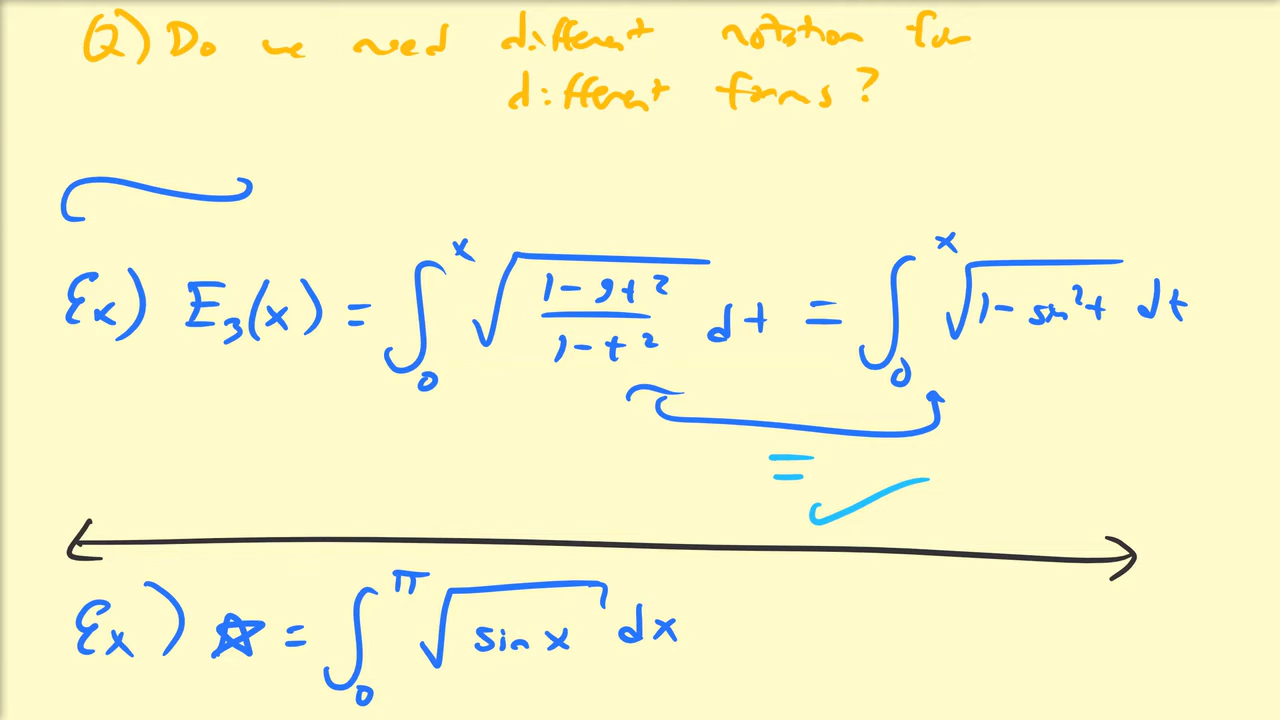 Q) Do we need different notation for
different forms?
Ex) E₃(x) = ∫₀ˣ √((1-9t²)/(1-t²)) dt = ∫₀ˣ √(1-sin²t) dt
= ✓
Ex) ☆ = ∫₀^π √(sin x) dx